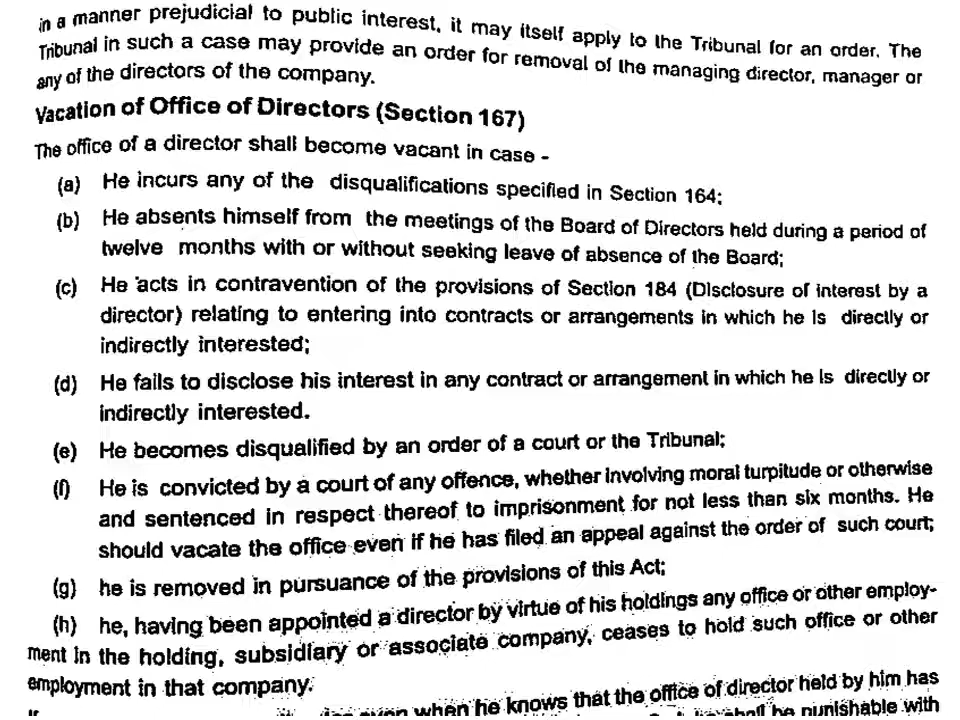 in a manner prejudicial to public interest, it may itself apply to the Tribunal for an order. The
Tribunal in such a case may provide an order for removal of the managing director, manager or
any of the directors of the company.
Vacation of Office of Directors (Section 167)
The office of a director shall become vacant in case -
(a) He incurs any of the disqualifications specified in Section 164;
(b) He absents himself from the meetings of the Board of Directors held during a period of
twelve months with or without seeking leave of absence of the Board;
(c) He acts in contravention of the provisions of Section 184 (Disclosure of interest by a
director) relating to entering into contracts or arrangements in which he is directly or
indirectly interested;
(d) He fails to disclose his interest in any contract or arrangement in which he is directly or
indirectly interested.
(e) He becomes disqualified by an order of a court or the Tribunal;
(f) He is convicted by a court of any offence, whether involving moral turpitude or otherwise
and sentenced in respect thereof to imprisonment for not less than six months. He
should vacate the office even if he has filed an appeal against the order of such court;
(g) he is removed in pursuance of the provisions of this Act;
(h) he, having been appointed a director by virtue of his holdings any office or other employ-
ment in the holding, subsidiary or associate company, ceases to hold such office or other
employment in that company.
even when he knows that the office of director held by him has
shall be punishable with